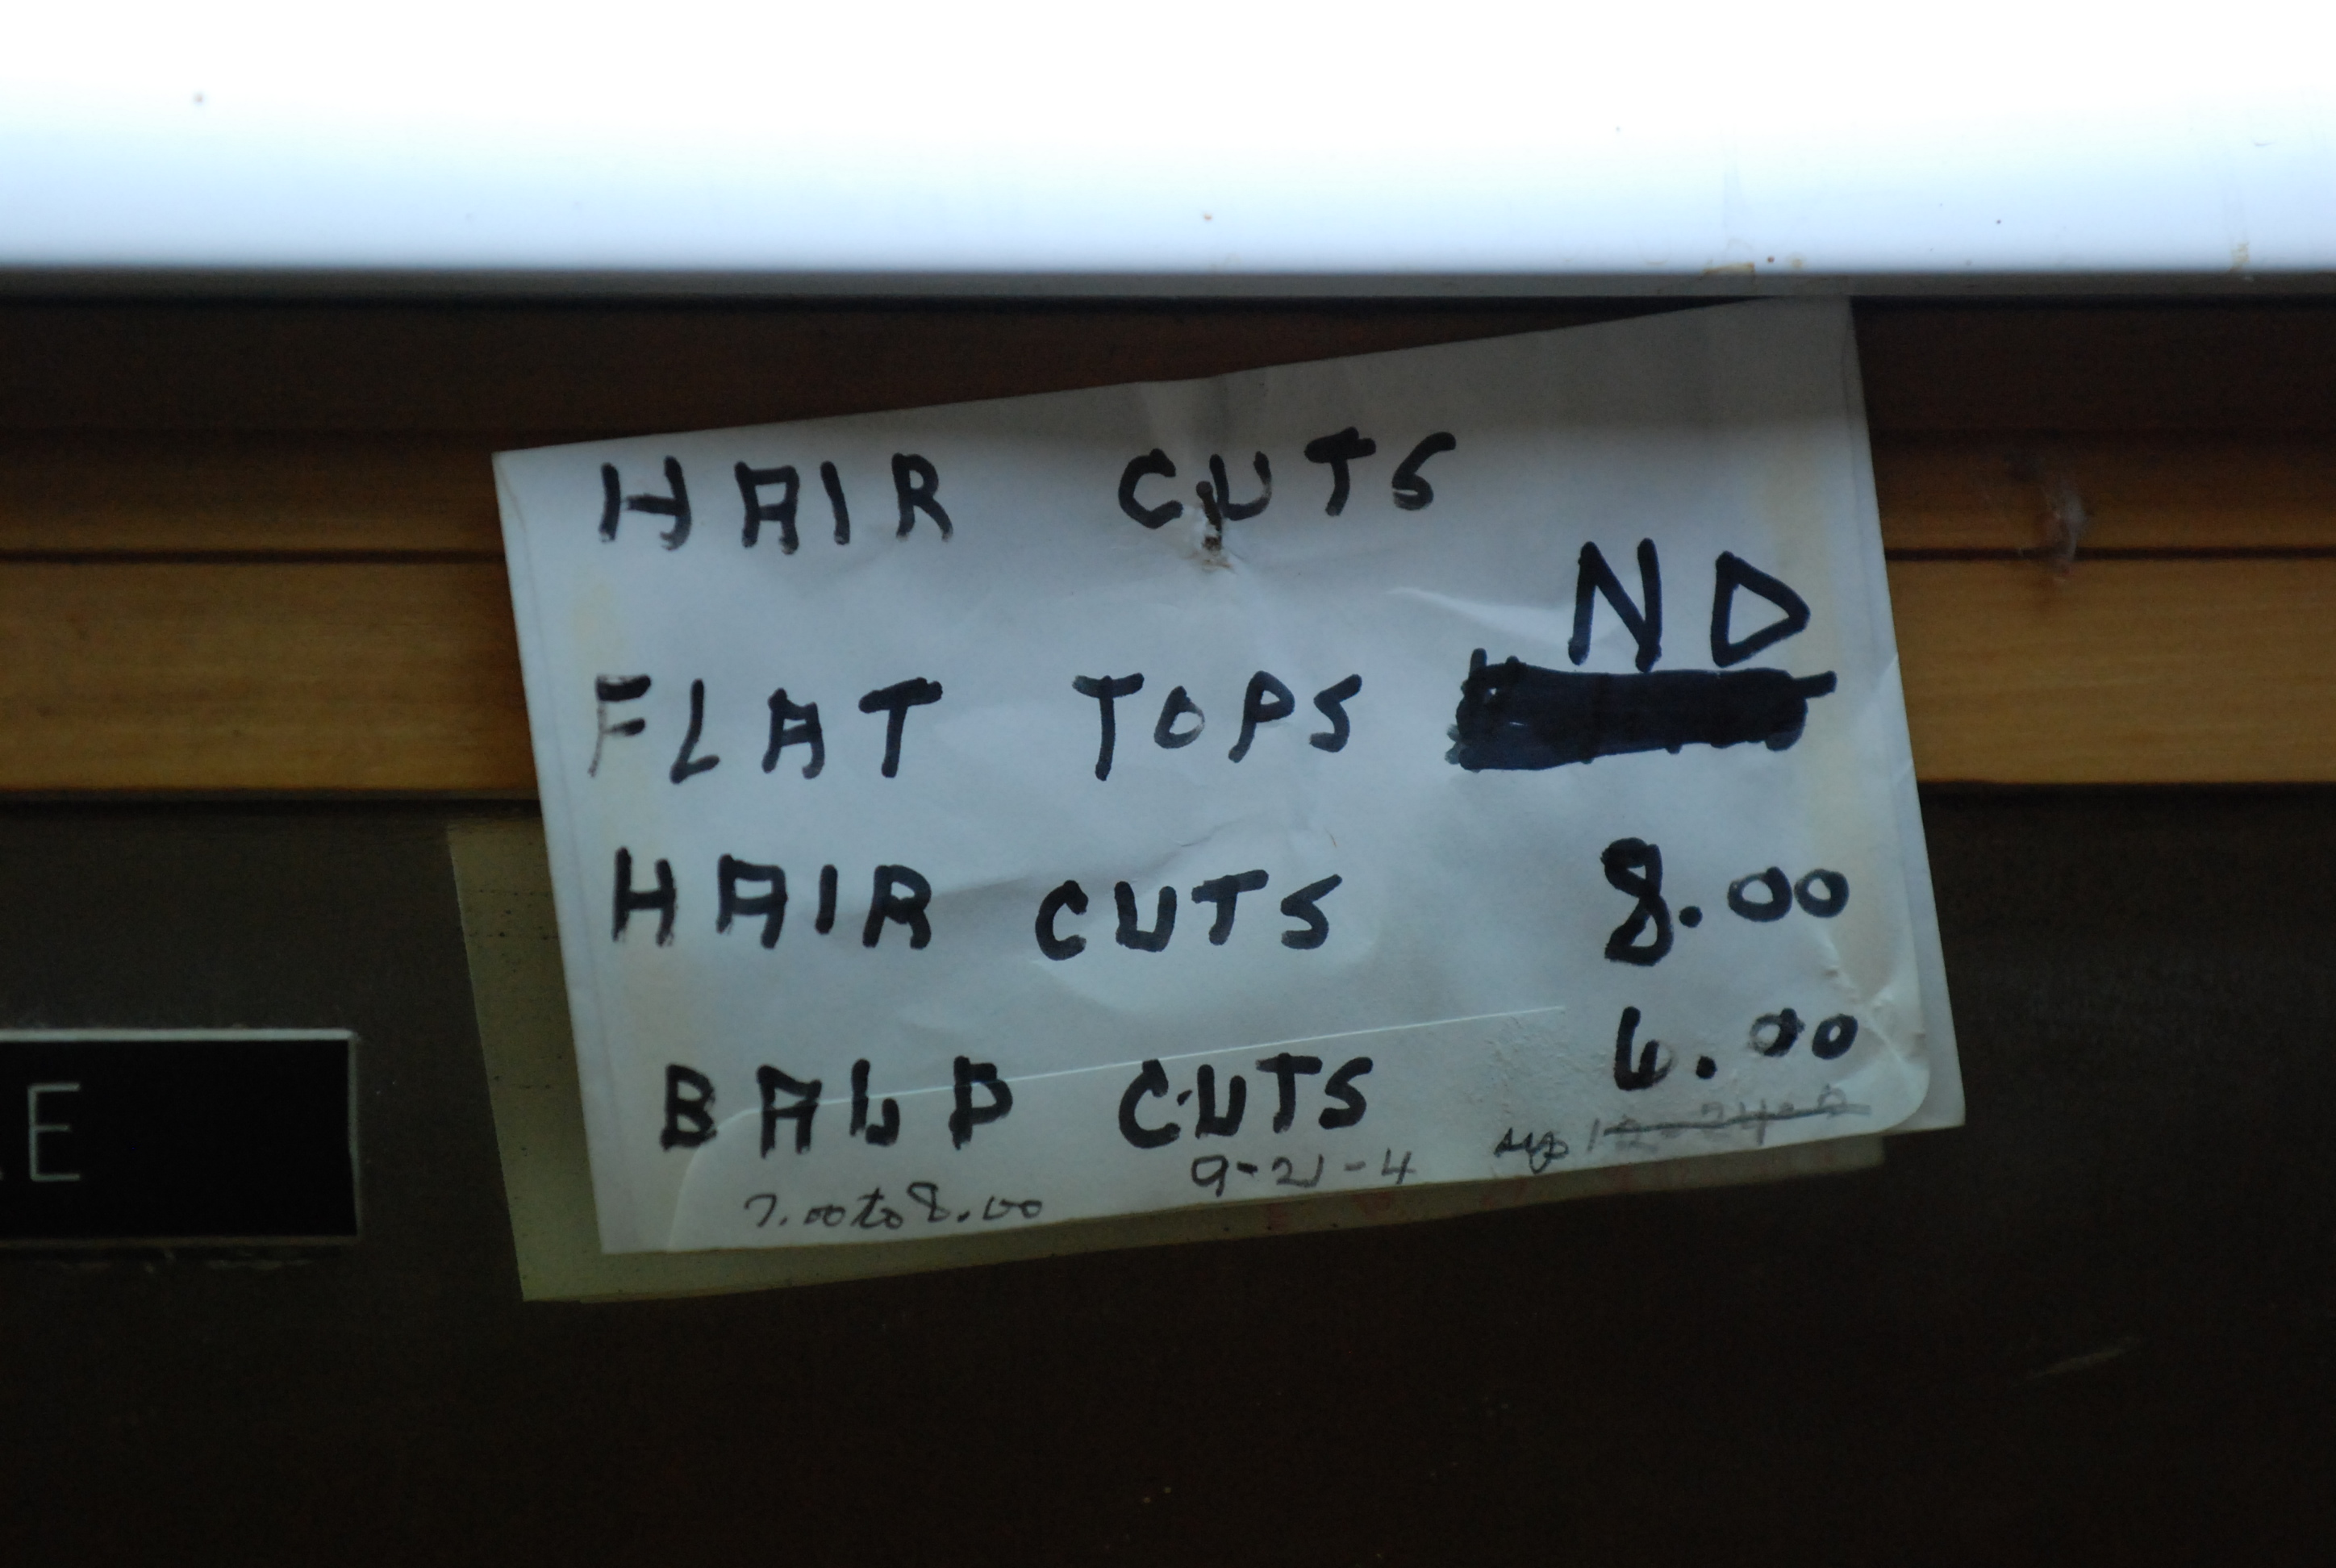 HAIR CUTS
ND
FLAT TOPS
HAIR CUTS 8.00
BALD CUTS 6.00
9-21-4
7.00 to 8.00
E